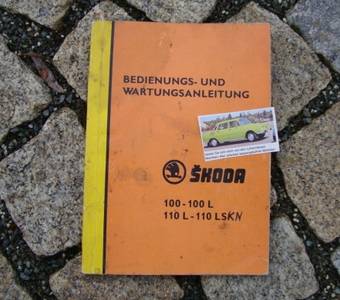 BEDIENUNGS- UND
WARTUNGSANLEITUNG
ŠKODA
100 - 100 L
110 L - 110 LSKN